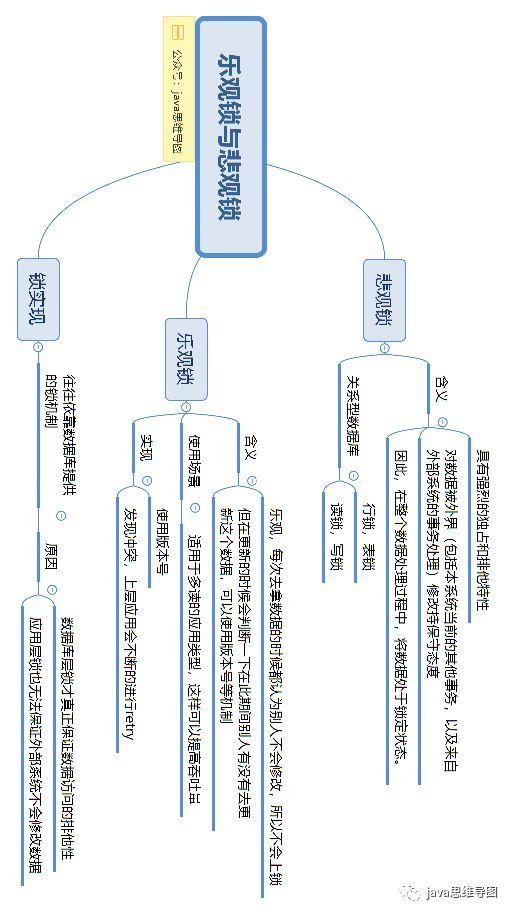 乐观锁与悲观锁
公众号：java思维导图
悲观锁
含义
具有强烈的独占和排他特性
对数据被外界（包括本系统当前的其他事务，以及来自
外部系统的事务处理）修改持保守态度
因此，在整个数据处理过程中，将数据处于锁定状态。
关系型数据库
行锁，表锁
读锁，写锁
乐观锁
含义
乐观，每次去拿数据的时候都认为别人不会修改，所以不会上锁
但在更新的时候会判断一下在此期间别人有没有去更
新这个数据，可以使用版本号等机制
使用场景
适用于多读的应用类型，这样可以提高吞吐量
实现
使用版本号
发现冲突，上层应用会不断的进行retry
锁实现
往往依靠数据库提供
的锁机制
原因
数据库层锁才真正保证数据访问的排他性
应用层锁也无法保证外部系统不会修改数据
java思维导图